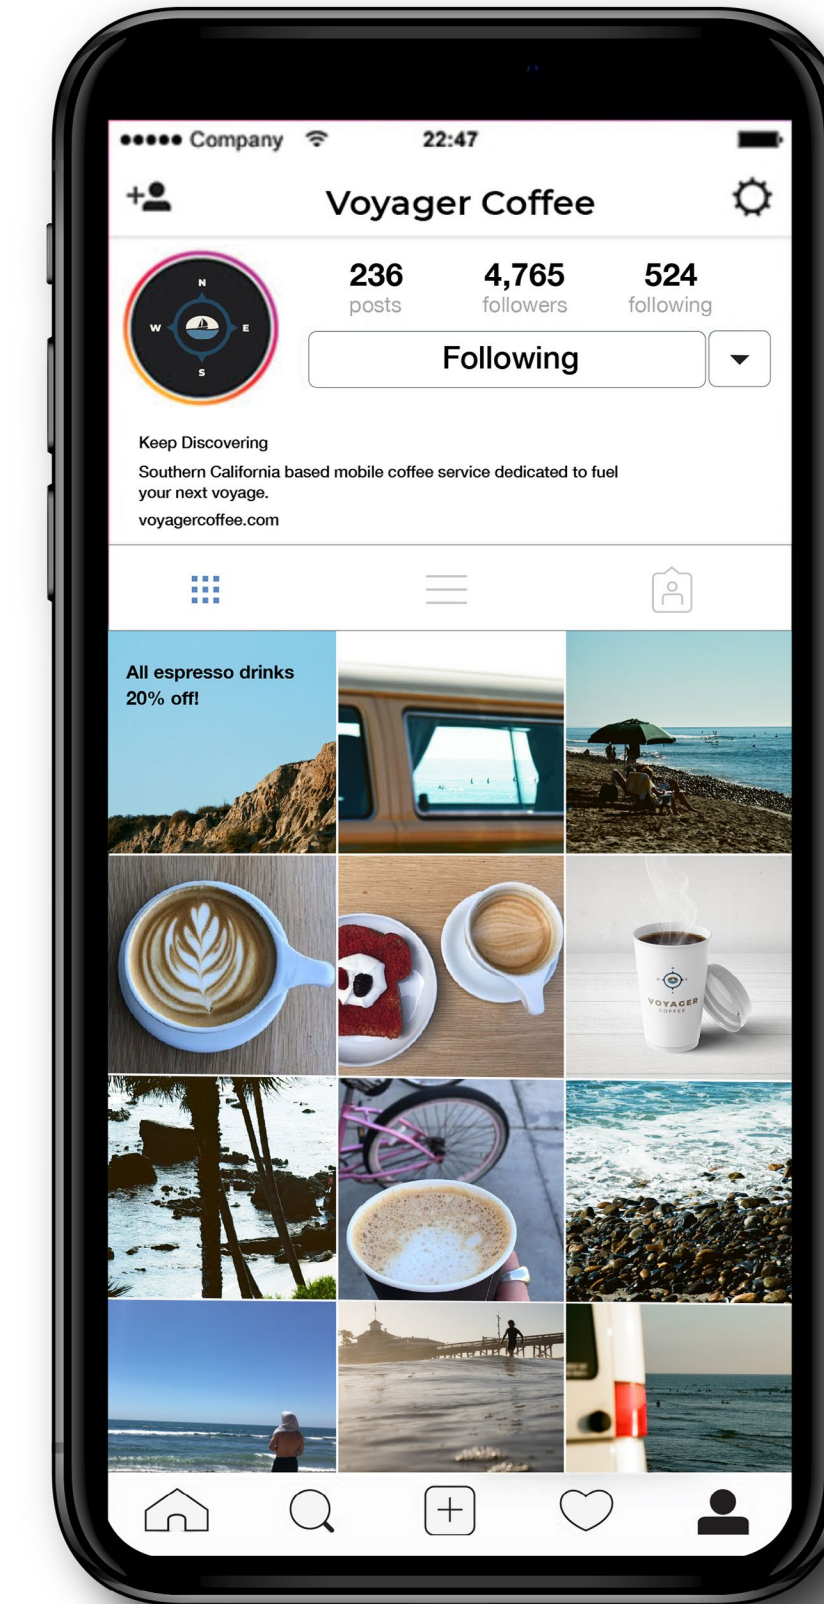 Company
22:47
Voyager Coffee
N
W
E
S
236
4,765
524
posts
followers
following
Following
Keep Discovering
Southern California based mobile coffee service dedicated to fuel
your next voyage.
voyagercoffee.com
All espresso drinks
20% off!
VOYAGER
COFFEE